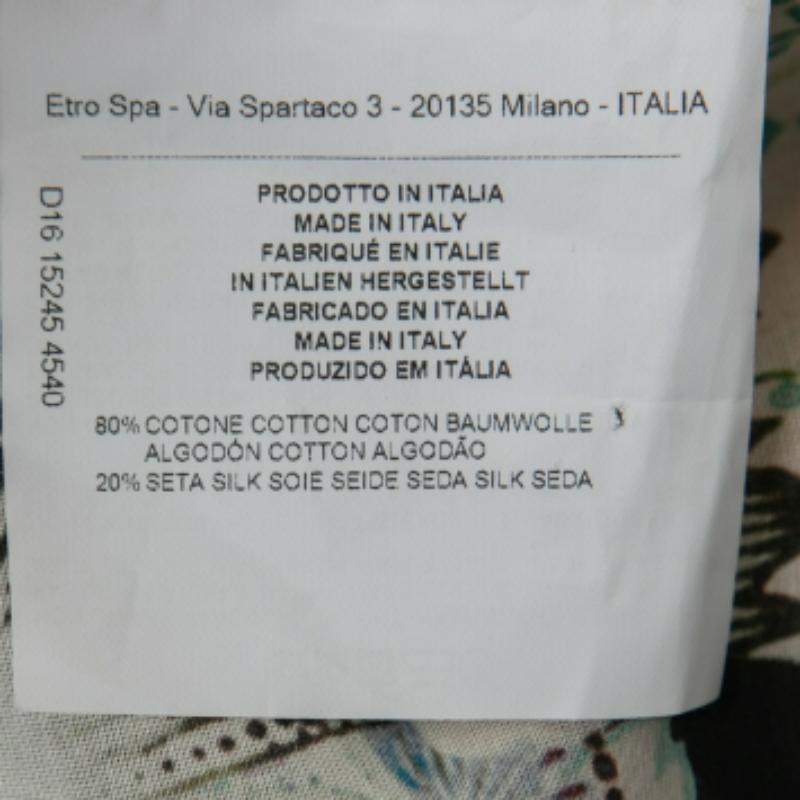 Etro Spa - Via Spartaco 3 - 20135 Milano - ITALIA
D16 15245 4540
PRODOTTO IN ITALIA
MADE IN ITALY
FABRIQUÉ EN ITALIE
IN ITALIEN HERGESTELLT
FABRICADO EN ITALIA
MADE IN ITALY
PRODUZIDO EM ITÁLIA
80% COTONE COTTON COTON BAUMWOLLE
ALGODÓN COTTON ALGODÃO
20% SETA SILK SOIE SEIDE SEDA SILK SEDA